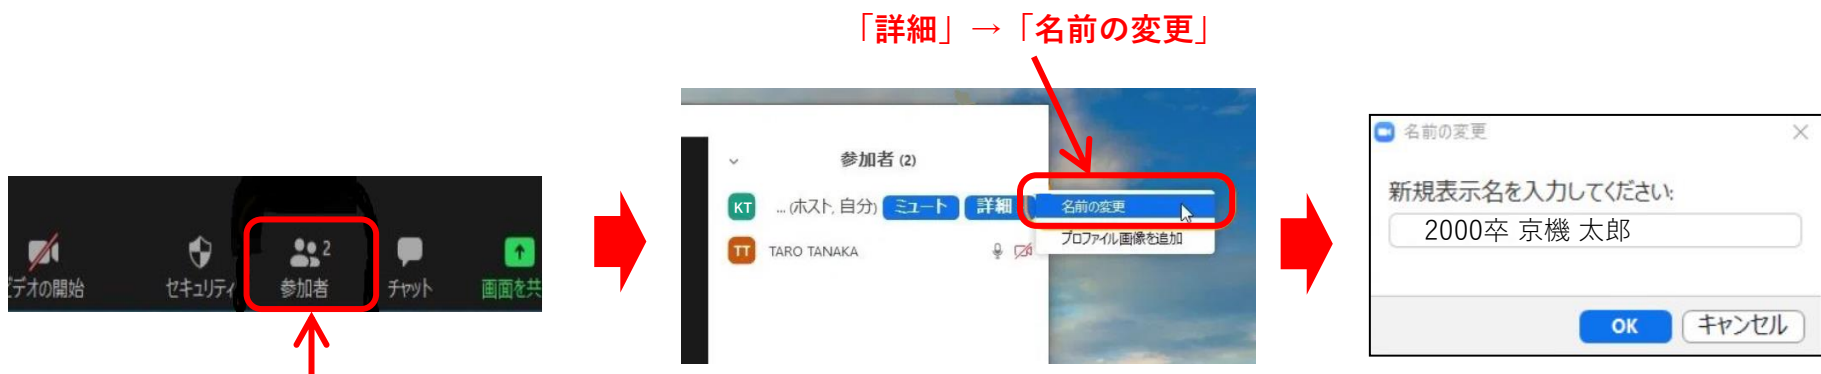 「詳細」→「名前の変更」
2
ビデオの開始
セキュリティ
参加者
チャット
画面を共
参加者 (2)
KT
... (ホスト, 自分)
ミュート
詳細
名前の変更
プロファイル画像を追加
TT
TARO TANAKA
名前の変更
新規表示名を入力してください:
2000卒 京機 太郎
OK
キャンセル